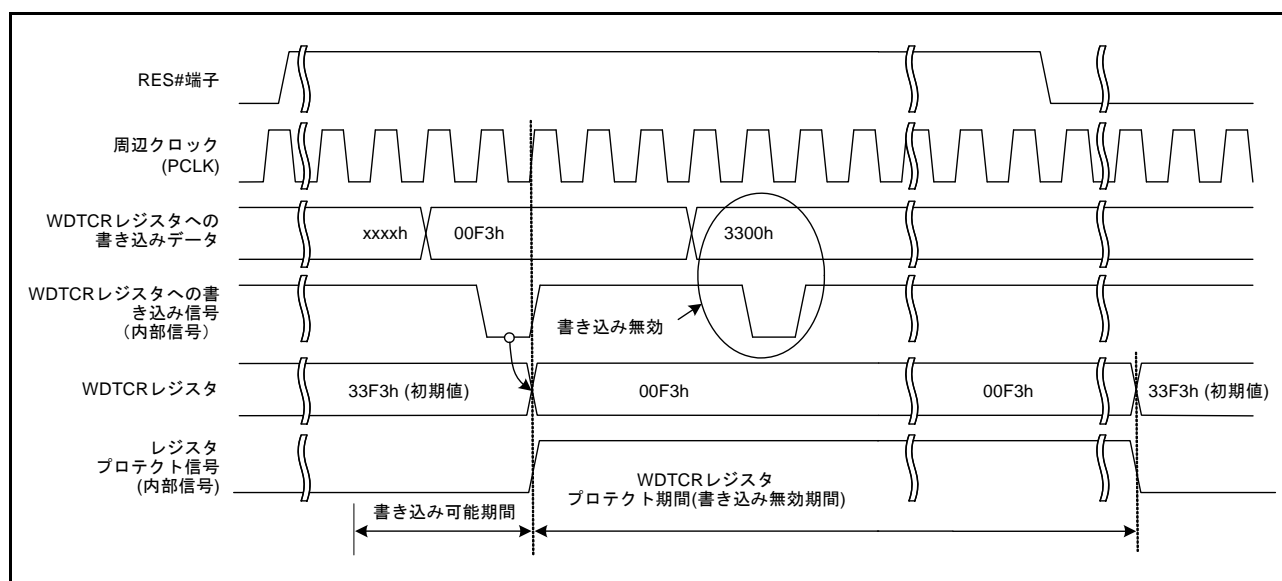 RES#端子
周辺クロック
(PCLK)
WDTCRレジスタへの
書き込みデータ
xxxxh
00F3h
3300h
WDTCRレジスタへの書
き込み信号
（内部信号）
書き込み無効
WDTCRレジスタ
33F3h (初期値)
00F3h
00F3h
33F3h (初期値)
レジスタ
プロテクト信号
(内部信号)
WDTCRレジスタ
プロテクト期間(書き込み無効期間)
書き込み可能期間